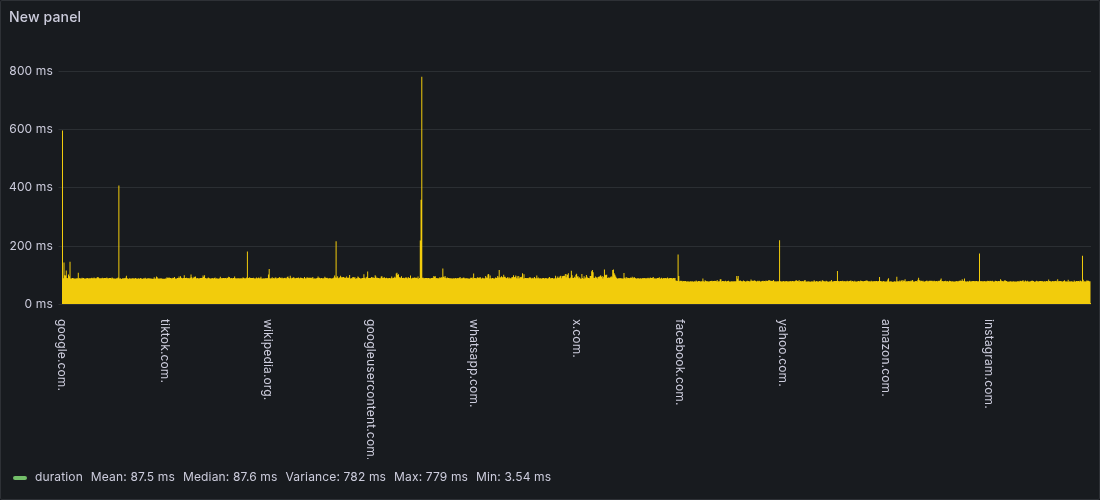 New panel
800 ms
600 ms
400 ms
200 ms
0 ms
google.com.
tiktok.com.
wikipedia.org.
googleusercontent.com.
whatsapp.com.
x.com.
facebook.com.
yahoo.com.
amazon.com.
instagram.com.
duration Mean: 87.5 ms Median: 87.6 ms Variance: 782 ms Max: 779 ms Min: 3.54 ms